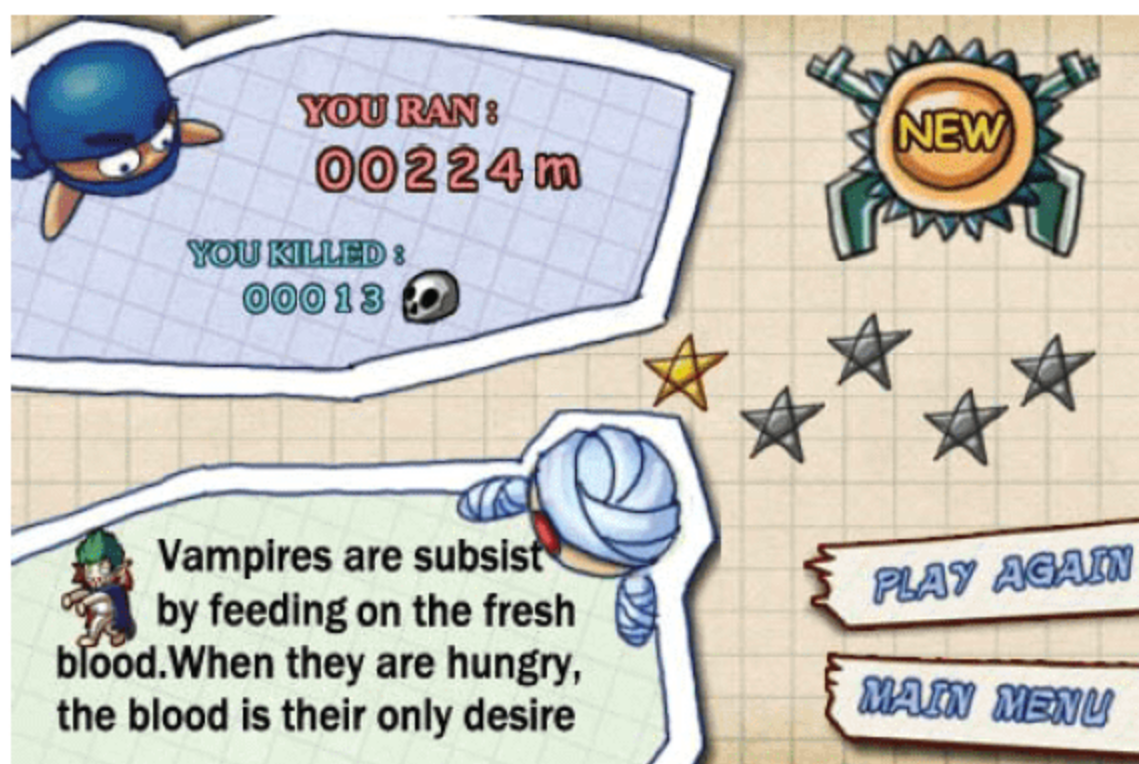 YOU RAN :
00224m
YOU KILLED :
00013
NEW
Vampires are subsist
by feeding on the fresh
blood.When they are hungry,
the blood is their only desire
PLAY AGAIN
MAIN MENU